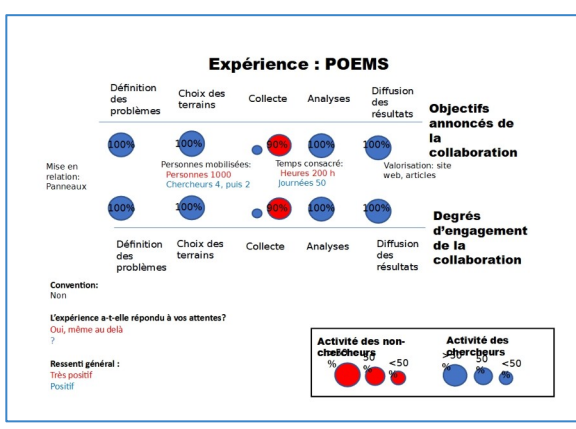 Expérience : POEMS
Définition
des
problèmes
Choix des
terrains
Collecte
Analyses
Diffusion
des
résultats
Objectifs
annoncés de
la
collaboration
100%
100%
90%
100%
100%
Mise en
relation:
Panneaux
Personnes mobilisées:
Personnes 1000
Chercheurs 4, puis 2
Temps consacré:
Heures 200 h
Journées 50
Valorisation: site
web, articles
100%
100%
90%
100%
100%
Degrés
d'engagement
de la
collaboration
Définition
des
problèmes
Choix des
terrains
Collecte
Analyses
Diffusion
des
résultats
Convention:
Non
L'expérience a-t-elle répondu à vos attentes?
Oui, même au delà
?
Ressenti général :
Très positif
Positif
Activité des non-
chercheurs
%
50
%
<50
%
Activité des
chercheurs
>50
%
50
%
<50
%